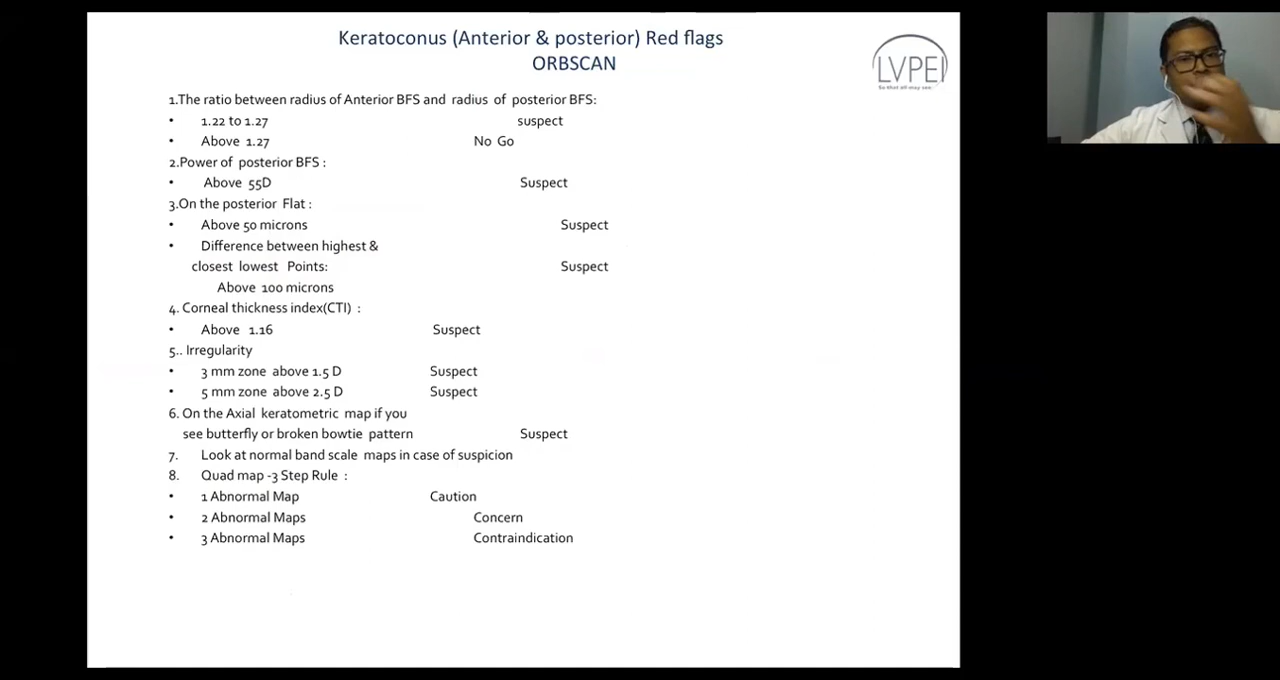 Keratoconus (Anterior & posterior) Red flags
ORBSCAN
LVPEI
So that all may see
1.The ratio between radius of Anterior BFS and radius of posterior BFS:
• 1.22 to 1.27 suspect
• Above 1.27 No Go
2.Power of posterior BFS :
• Above 55D Suspect
3.On the posterior Flat :
• Above 50 microns Suspect
• Difference between highest &
closest lowest Points: Suspect
Above 100 microns
4. Corneal thickness index(CTI) :
• Above 1.16 Suspect
5.. Irregularity
• 3 mm zone above 1.5 D Suspect
• 5 mm zone above 2.5 D Suspect
6. On the Axial keratometric map if you
see butterfly or broken bowtie pattern Suspect
7. Look at normal band scale maps in case of suspicion
8. Quad map -3 Step Rule :
• 1 Abnormal Map Caution
• 2 Abnormal Maps Concern
• 3 Abnormal Maps Contraindication